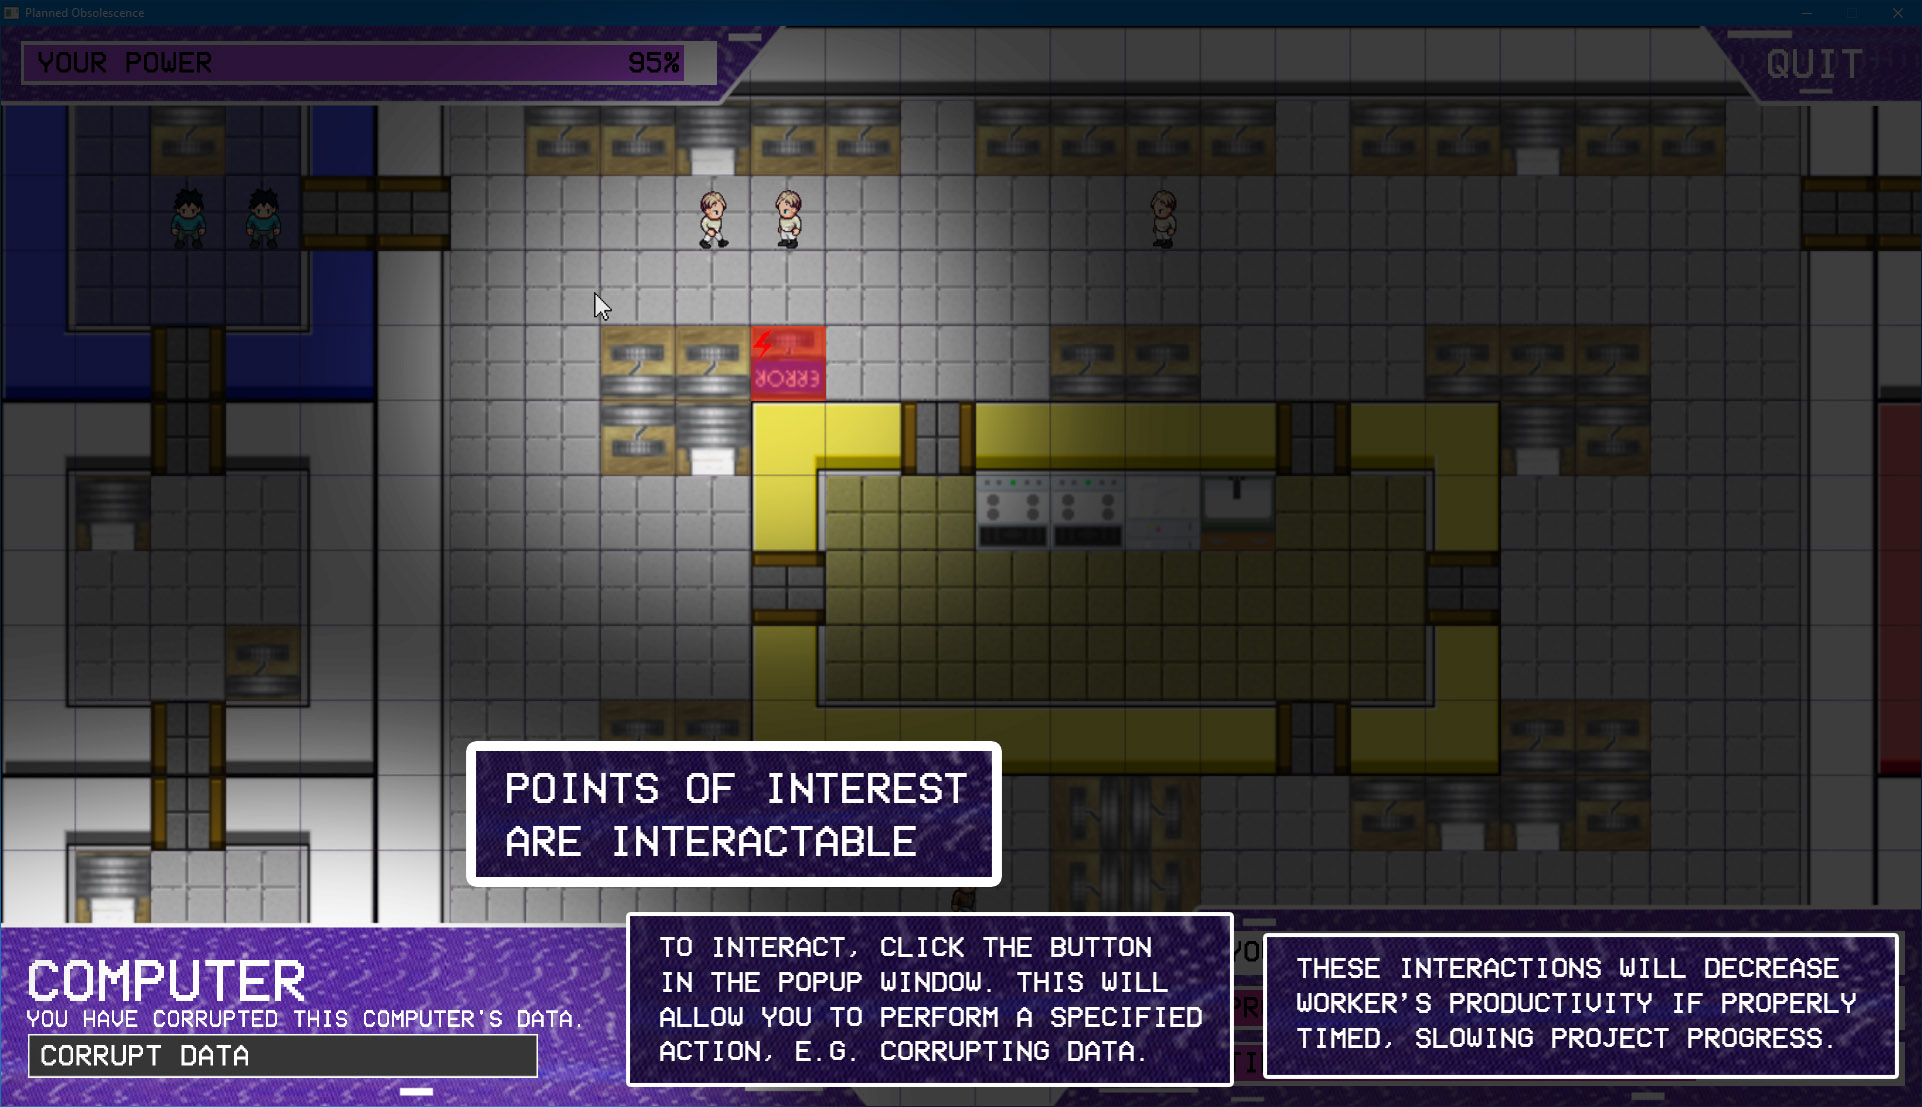 Planned Obsolescence
YOUR POWER 95%
QUIT
ERROR
POINTS OF INTEREST
ARE INTERACTABLE
COMPUTER
YOU HAVE CORRUPTED THIS COMPUTER'S DATA.
CORRUPT DATA
TO INTERACT, CLICK THE BUTTON
IN THE POPUP WINDOW. THIS WILL
ALLOW YOU TO PERFORM A SPECIFIED
ACTION, E.G. CORRUPTING DATA.
THESE INTERACTIONS WILL DECREASE
WORKER'S PRODUCTIVITY IF PROPERLY
TIMED, SLOWING PROJECT PROGRESS.